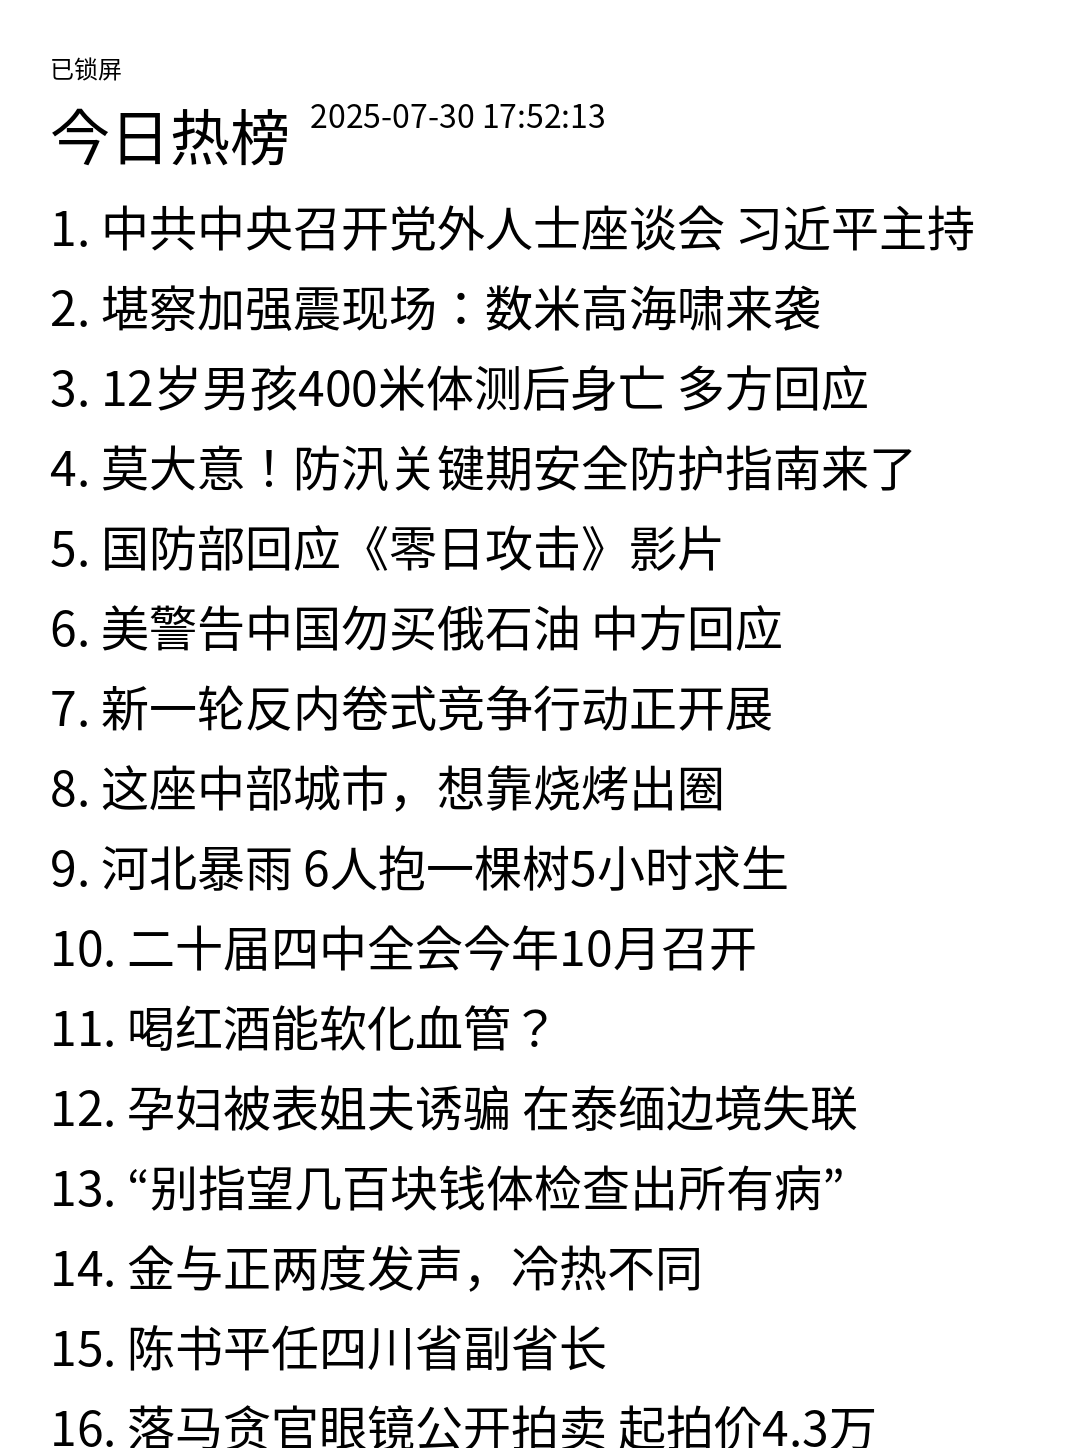 已锁屏
今日热榜 2025-07-30 17:52:13
1. 中共中央召开党外人士座谈会 习近平主持
2. 堪察加强震现场：数米高海啸来袭
3. 12岁男孩400米体测后身亡 多方回应
4. 莫大意！防汛关键期安全防护指南来了
5. 国防部回应《零日攻击》影片
6. 美警告中国勿买俄石油 中方回应
7. 新一轮反内卷式竞争行动正开展
8. 这座中部城市，想靠烧烤出圈
9. 河北暴雨 6人抱一棵树5小时求生
10. 二十届四中全会今年10月召开
11. 喝红酒能软化血管？
12. 孕妇被表姐夫诱骗 在泰缅边境失联
13. “别指望几百块钱体检查出所有病”
14. 金与正两度发声，冷热不同
15. 陈书平任四川省副省长
16. 落马贪官眼镜公开拍卖 起拍价4.3万